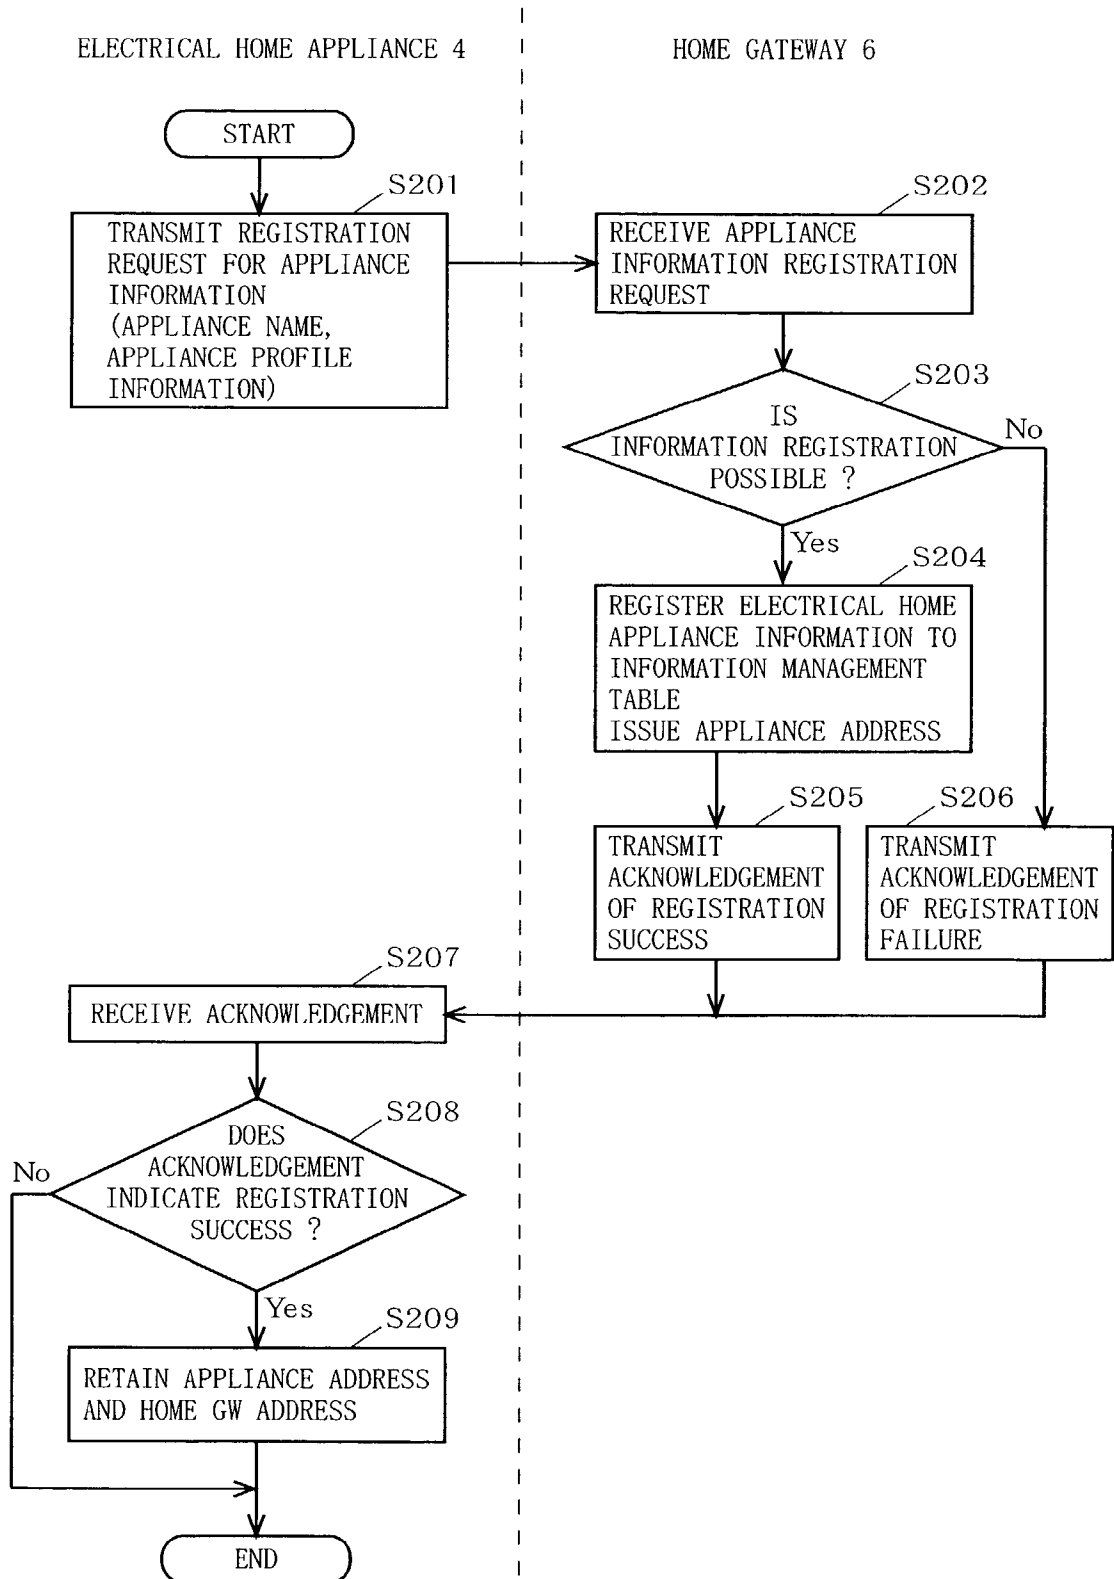 ELECTRICAL HOME APPLIANCE 4
HOME GATEWAY 6
START
S201
TRANSMIT REGISTRATION
REQUEST FOR APPLIANCE
INFORMATION
(APPLIANCE NAME,
APPLIANCE PROFILE
INFORMATION)
S202
RECEIVE APPLIANCE
INFORMATION REGISTRATION
REQUEST
S203
IS
INFORMATION REGISTRATION
POSSIBLE ?
No
Yes
S204
REGISTER ELECTRICAL HOME
APPLIANCE INFORMATION TO
INFORMATION MANAGEMENT
TABLE
ISSUE APPLIANCE ADDRESS
S205
TRANSMIT
ACKNOWLEDGEMENT
OF REGISTRATION
SUCCESS
S206
TRANSMIT
ACKNOWLEDGEMENT
OF REGISTRATION
FAILURE
S207
RECEIVE ACKNOWLEDGEMENT
S208
DOES
ACKNOWLEDGEMENT
INDICATE REGISTRATION
SUCCESS ?
No
Yes
S209
RETAIN APPLIANCE ADDRESS
AND HOME GW ADDRESS
END